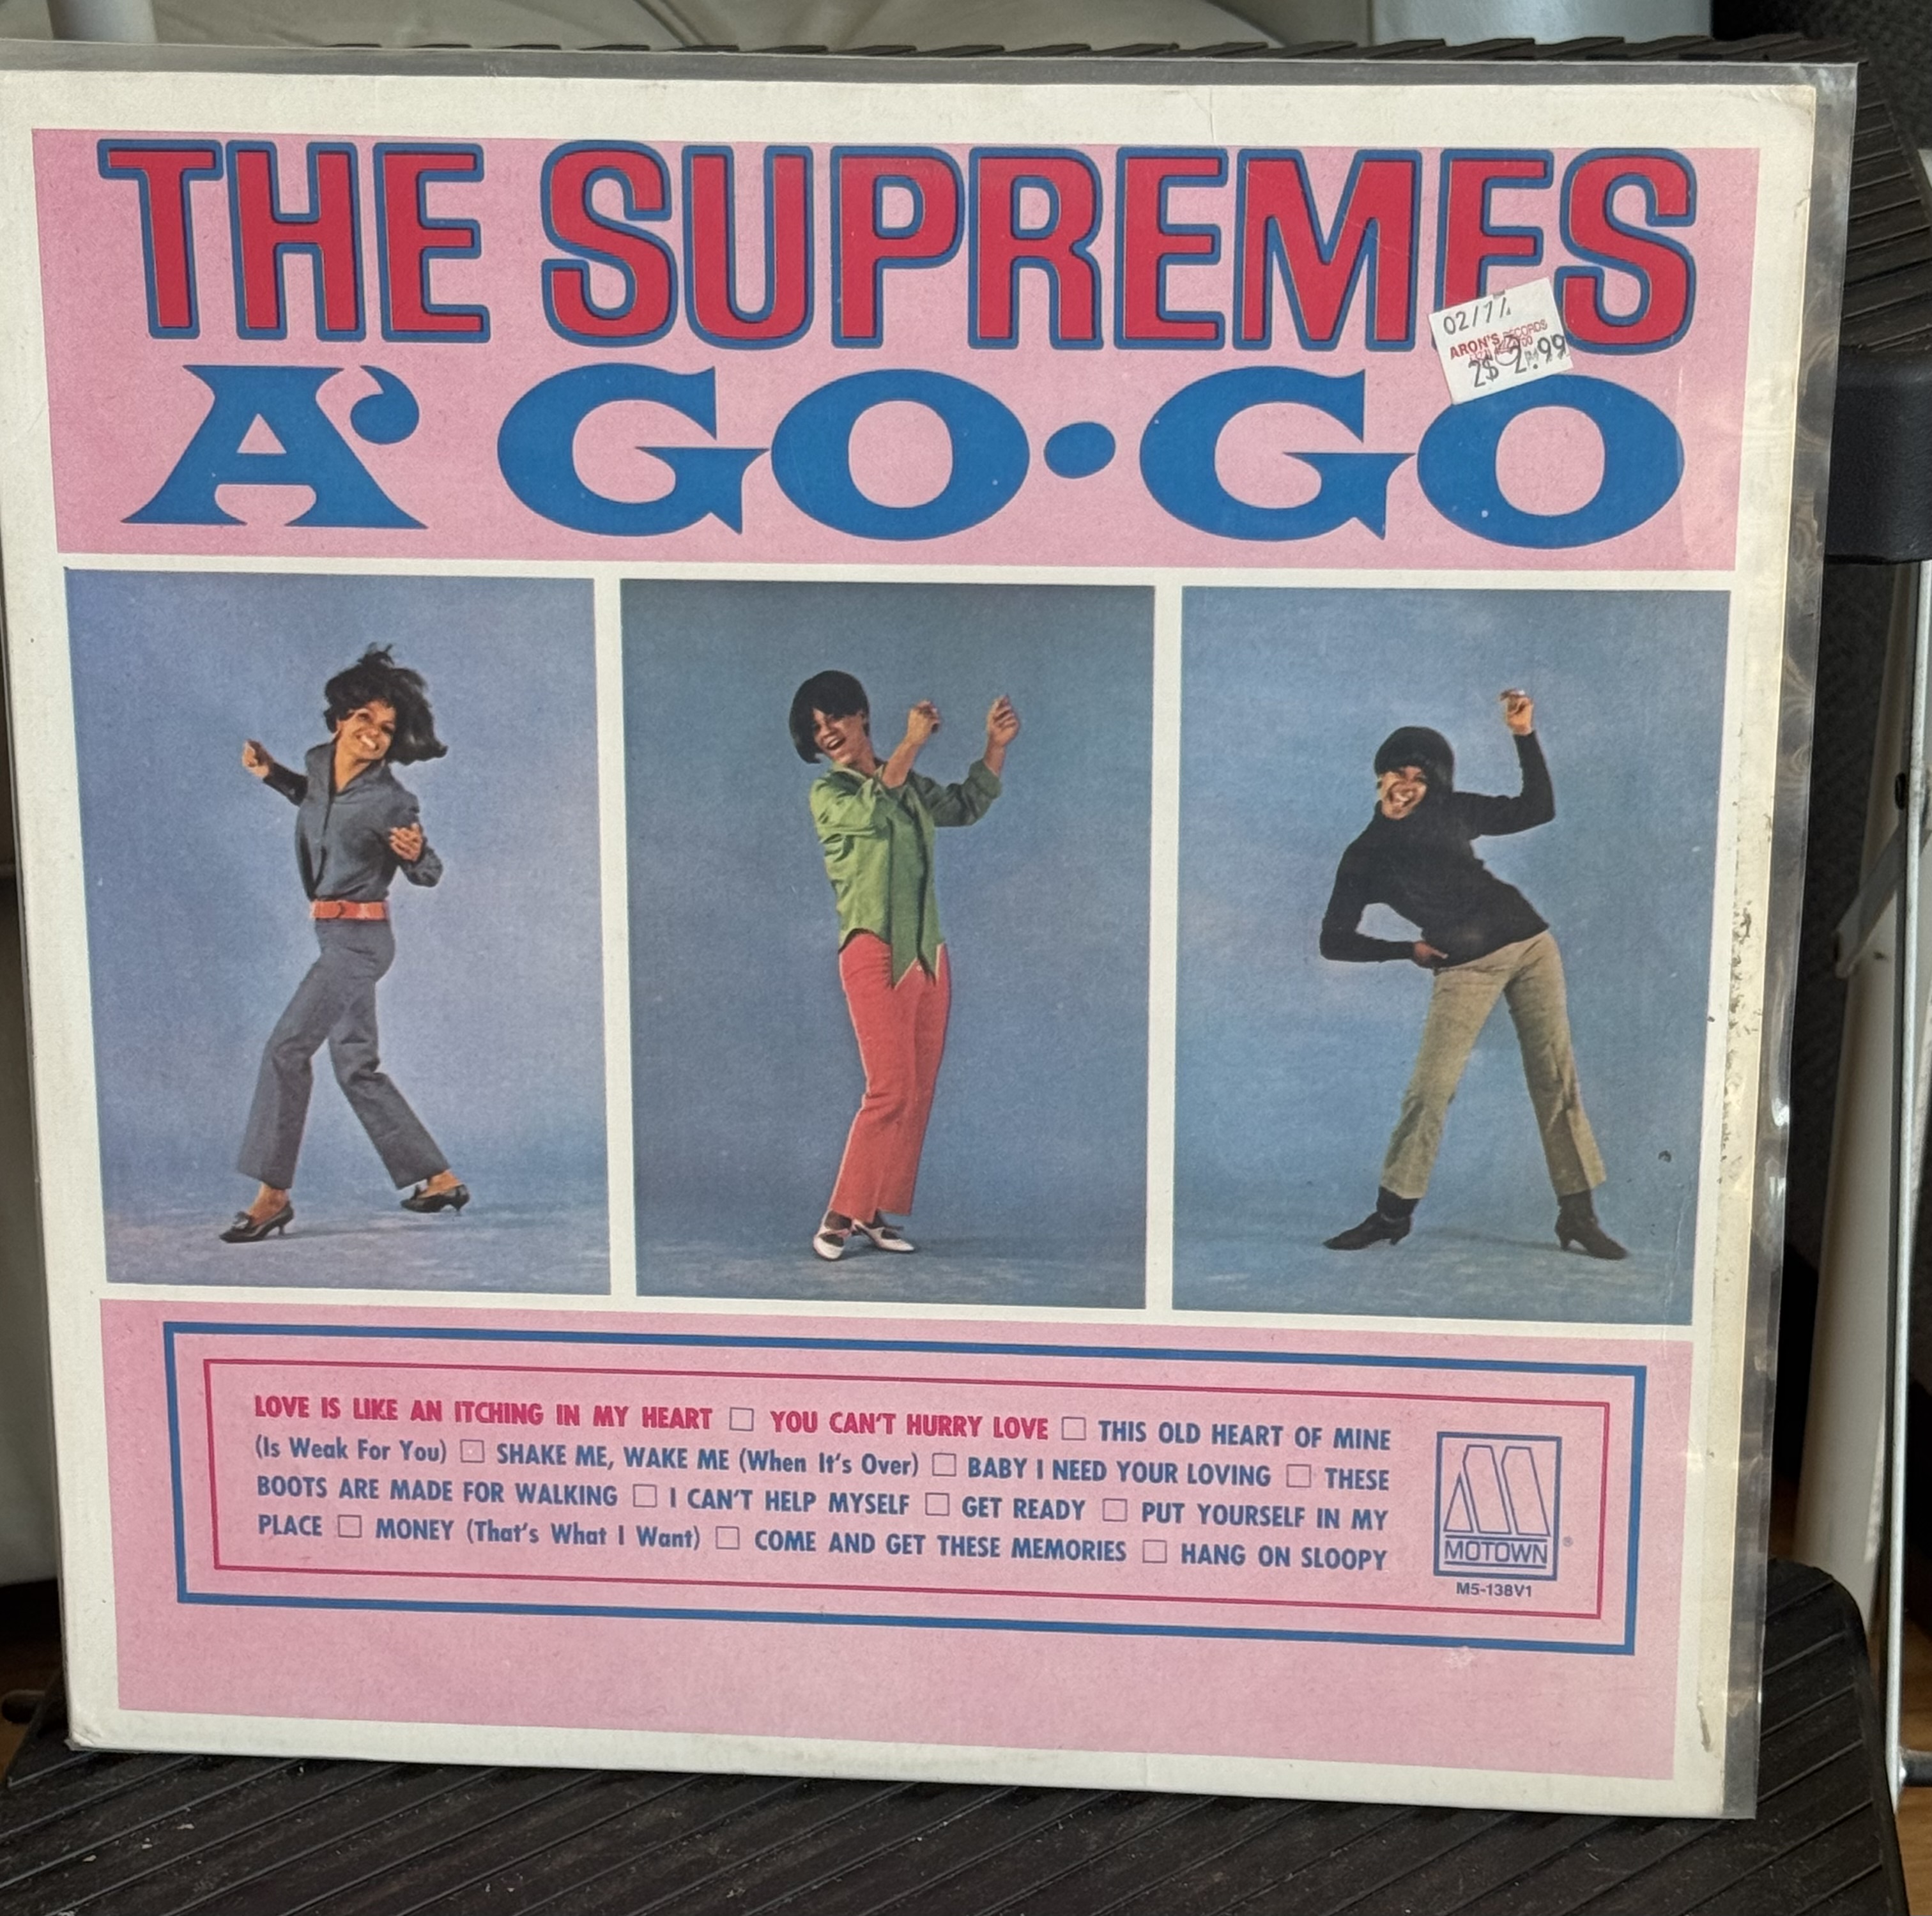 THE SUPREMES
A' GO•GO
ARON'S RECORDS
2.99
LOVE IS LIKE AN ITCHING IN MY HEART □ YOU CAN'T HURRY LOVE □ THIS OLD HEART OF MINE
(Is Weak For You) □ SHAKE ME, WAKE ME (When It's Over) □ BABY I NEED YOUR LOVING □ THESE
BOOTS ARE MADE FOR WALKING □ I CAN'T HELP MYSELF □ GET READY □ PUT YOURSELF IN MY
PLACE □ MONEY (That's What I Want) □ COME AND GET THESE MEMORIES □ HANG ON SLOOPY
MOTOWN ®
M5-138V1